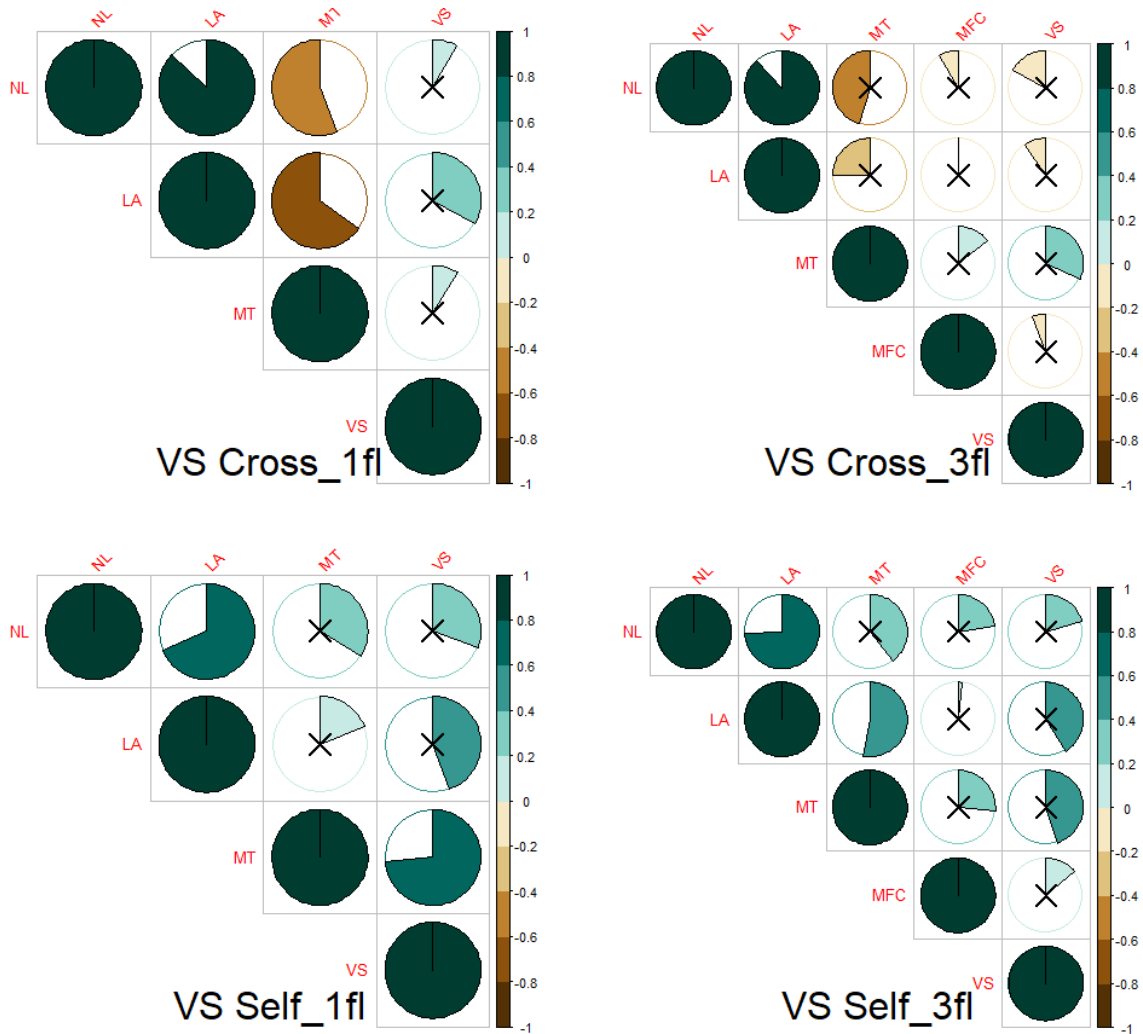 NL LA MT VS
NL
LA
MT
VS
1
0.8
0.6
0.4
0.2
0
-0.2
-0.4
-0.6
-0.8
-1
VS Cross_1fl
NL LA MT MFC VS
NL
LA
MT
MFC
VS
1
0.8
0.6
0.4
0.2
0
-0.2
-0.4
-0.6
-0.8
-1
VS Cross_3fl
NL LA MT VS
NL
LA
MT
VS
1
0.8
0.6
0.4
0.2
0
-0.2
-0.4
-0.6
-0.8
-1
VS Self_1fl
NL LA MT MFC VS
NL
LA
MT
MFC
VS
1
0.8
0.6
0.4
0.2
0
-0.2
-0.4
-0.6
-0.8
-1
VS Self_3fl